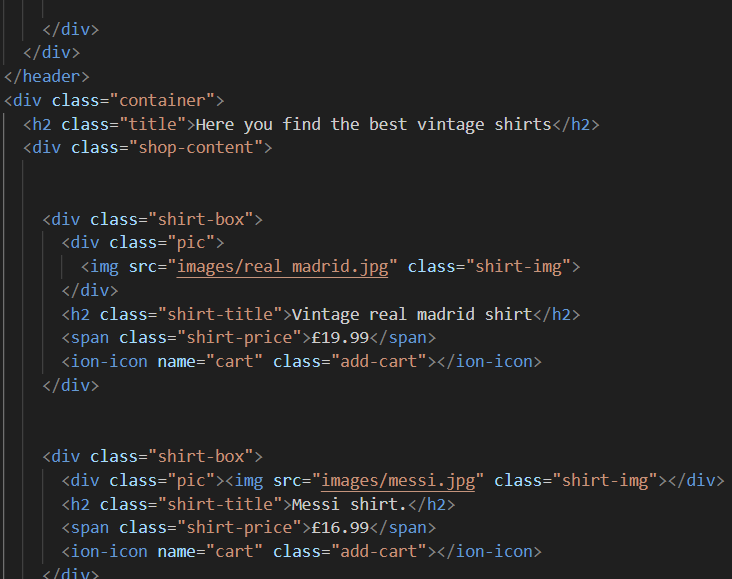 </div>
</div>
</header>
<div class="container">
<h2 class="title">Here you find the best vintage shirts</h2>
<div class="shop-content">
<div class="shirt-box">
<div class="pic">
<img src="images/real madrid.jpg" class="shirt-img">
</div>
<h2 class="shirt-title">Vintage real madrid shirt</h2>
<span class="shirt-price">£19.99</span>
<ion-icon name="cart" class="add-cart"></ion-icon>
</div>
<div class="shirt-box">
<div class="pic"><img src="images/messi.jpg" class="shirt-img"></div>
<h2 class="shirt-title">Messi shirt.</h2>
<span class="shirt-price">£16.99</span>
<ion-icon name="cart" class="add-cart"></ion-icon>
</div>